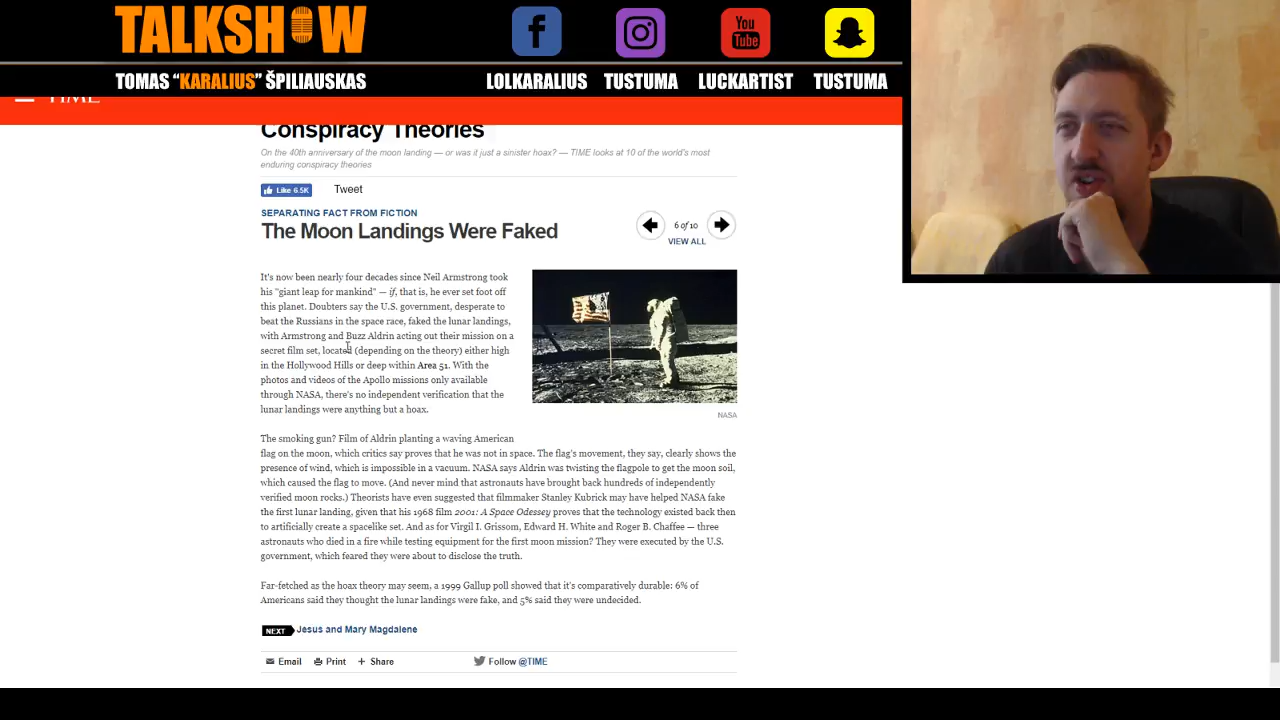 TALKSHOW
TOMAS "KARALIUS" ŠPILIAUSKAS
You
Tube
LOLKARALIUS TUSTUMA LUCKARTIST TUSTUMA
TIME
Conspiracy Theories
On the 40th anniversary of the moon landing — or was it just a sinister hoax? — TIME looks at 10 of the world's most
enduring conspiracy theories
Like 6.5K Tweet
SEPARATING FACT FROM FICTION
The Moon Landings Were Faked
6 of 10
VIEW ALL
It's now been nearly four decades since Neil Armstrong took
his "giant leap for mankind" — if, that is, he ever set foot off
this planet. Doubters say the U.S. government, desperate to
beat the Russians in the space race, faked the lunar landings,
with Armstrong and Buzz Aldrin acting out their mission on a
secret film set, located (depending on the theory) either high
in the Hollywood Hills or deep within Area 51. With the
photos and videos of the Apollo missions only available
through NASA, there's no independent verification that the
lunar landings were anything but a hoax.
NASA
The smoking gun? Film of Aldrin planting a waving American
flag on the moon, which critics say proves that he was not in space. The flag's movement, they say, clearly shows the
presence of wind, which is impossible in a vacuum. NASA says Aldrin was twisting the flagpole to get the moon soil,
which caused the flag to move. (And never mind that astronauts have brought back hundreds of independently
verified moon rocks.) Theorists have even suggested that filmmaker Stanley Kubrick may have helped NASA fake
the first lunar landing, given that his 1968 film 2001: A Space Odessey proves that the technology existed back then
to artificially create a spacelike set. And as for Virgil I. Grissom, Edward H. White and Roger B. Chaffee — three
astronauts who died in a fire while testing equipment for the first moon mission? They were executed by the U.S.
government, which feared they were about to disclose the truth.
Far-fetched as the hoax theory may seem, a 1999 Gallup poll showed that it's comparatively durable: 6% of
Americans said they thought the lunar landings were fake, and 5% said they were undecided.
NEXT Jesus and Mary Magdalene
Email Print + Share Follow @TIME